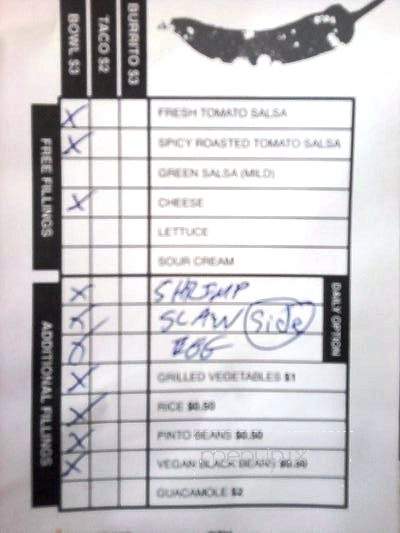 BOWL $3
TACO $2
BURRITO $3
FREE FILLINGS
X FRESH TOMATO SALSA
X SPICY ROASTED TOMATO SALSA
GREEN SALSA (MILD)
X CHEESE
LETTUCE
SOUR CREAM
ADDITIONAL FILLINGS
DAILY OPTION
X SHRIMP
X SLAW Side
X EGG
X GRILLED VEGETABLES $1
X RICE $0.50
X PINTO BEANS $0.50
X VEGAN BLACK BEANS $0.50
GUACAMOLE $2
menupix